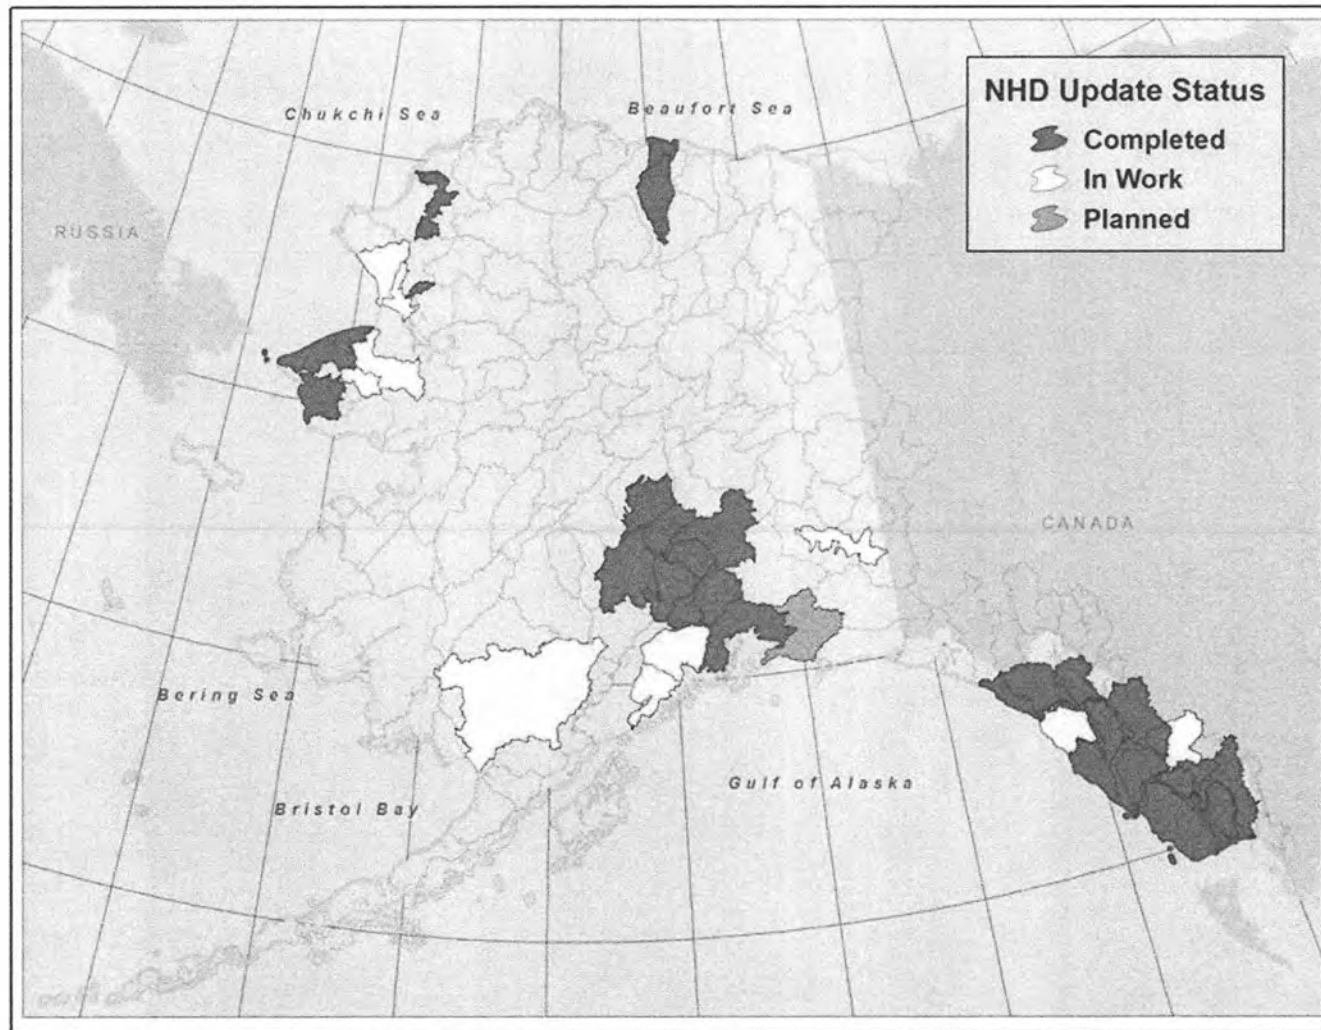 NHD Update Status
Completed
In Work
Planned
Chukchi Sea
Beaufort Sea
RUSSIA
CANADA
Bering Sea
Gulf of Alaska
Bristol Bay